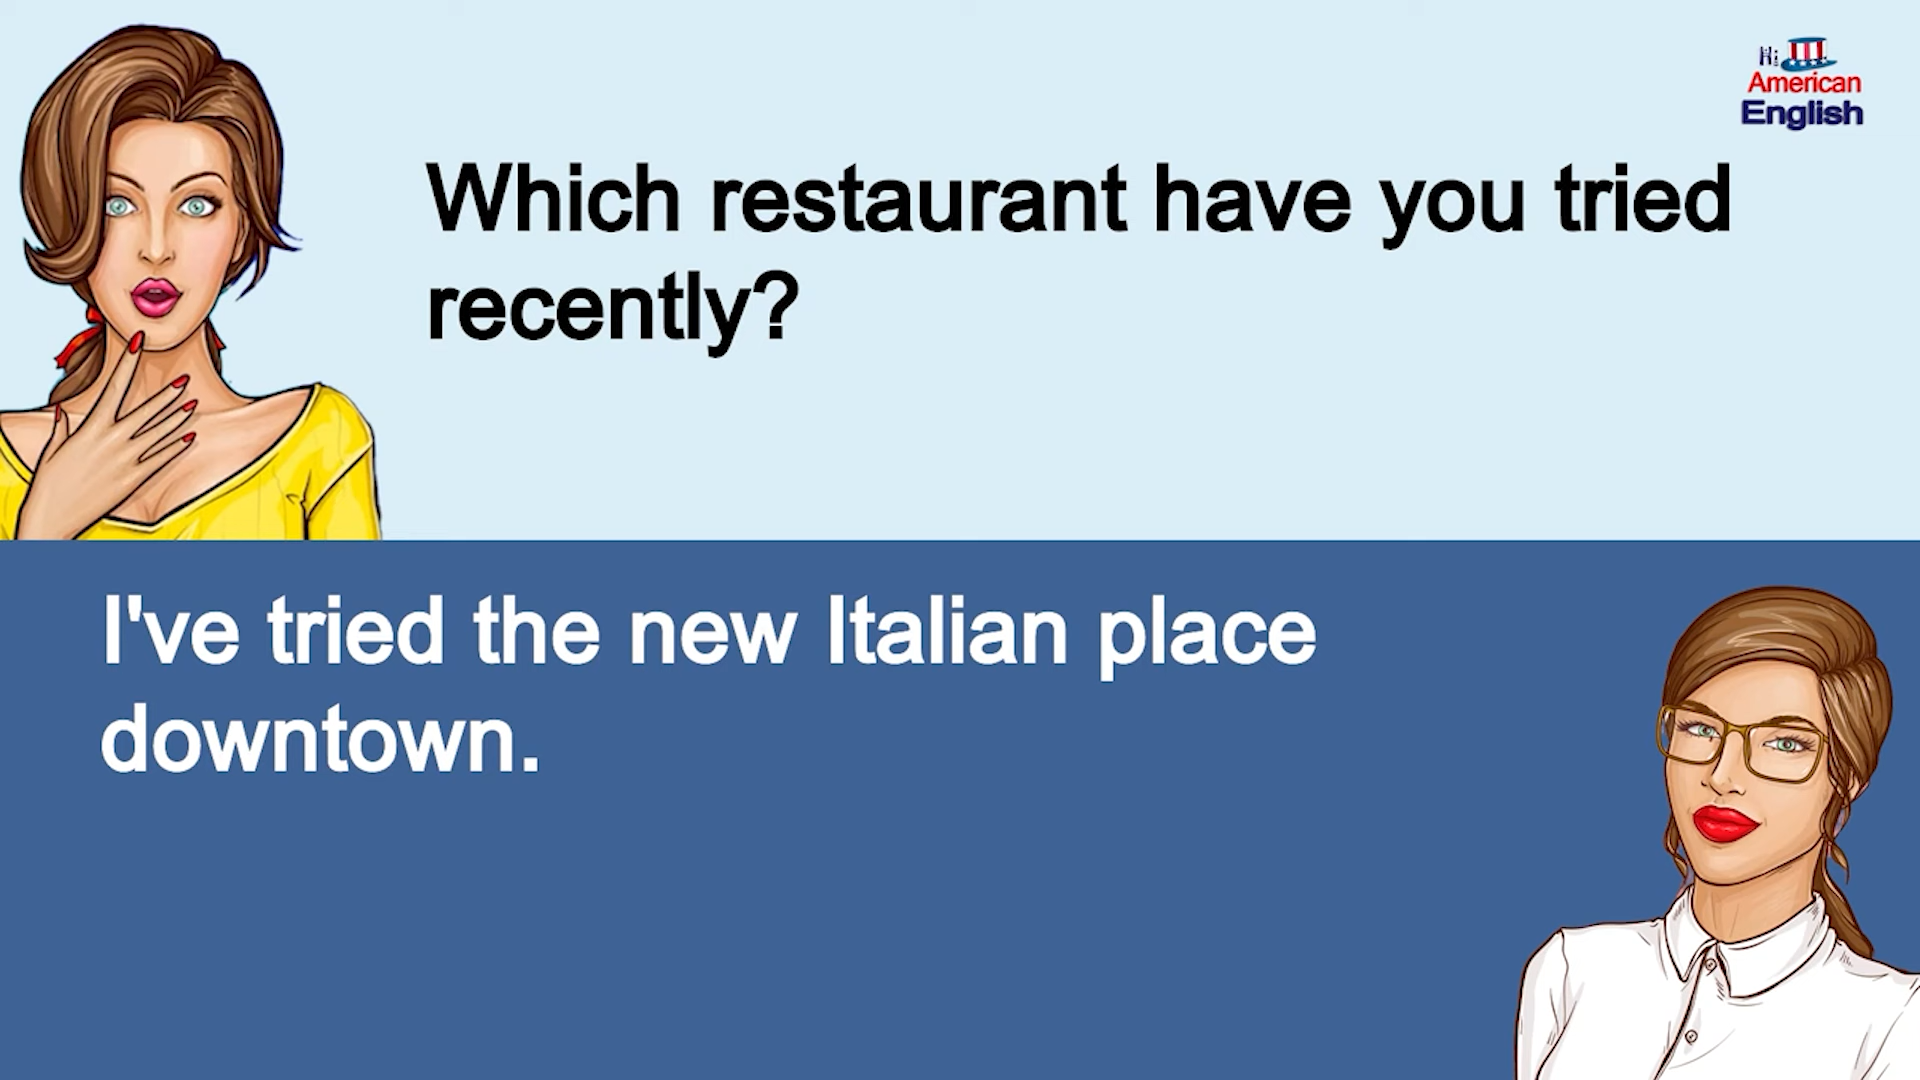 Hi
American
English
Which restaurant have you tried
recently?
I've tried the new Italian place
downtown.